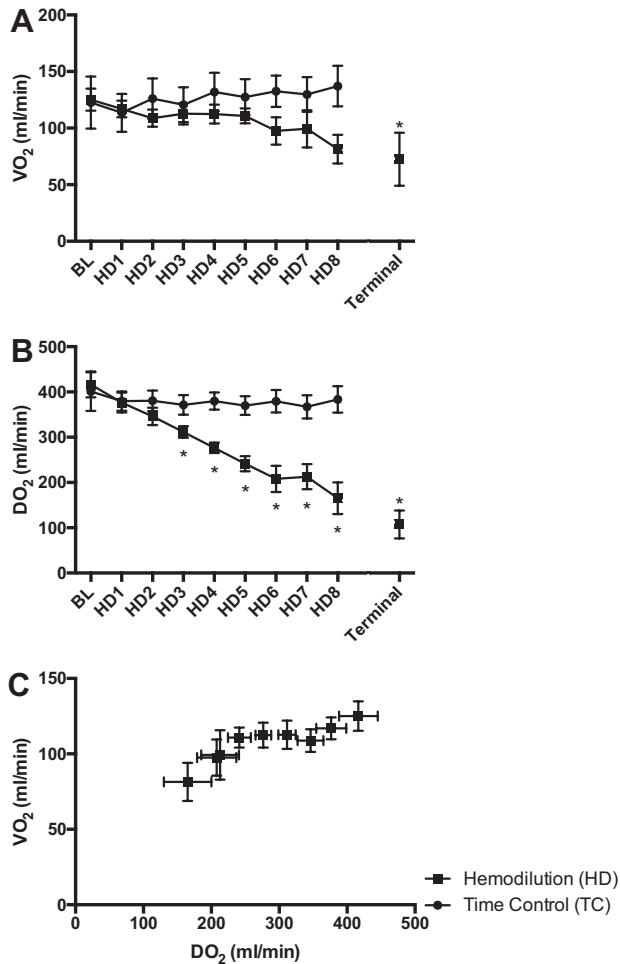 A
VO2 (ml/min)
200
150
100
50
0
*
BL
HD1
HD2
HD3
HD4
HD5
HD6
HD7
HD8
Terminal
B
DO2 (ml/min)
500
400
300
200
100
0
* * * * * * *
BL
HD1
HD2
HD3
HD4
HD5
HD6
HD7
HD8
Terminal
C
VO2 (ml/min)
150
100
50
0
0 100 200 300 400 500
DO2 (ml/min)
Hemodilution (HD)
Time Control (TC)